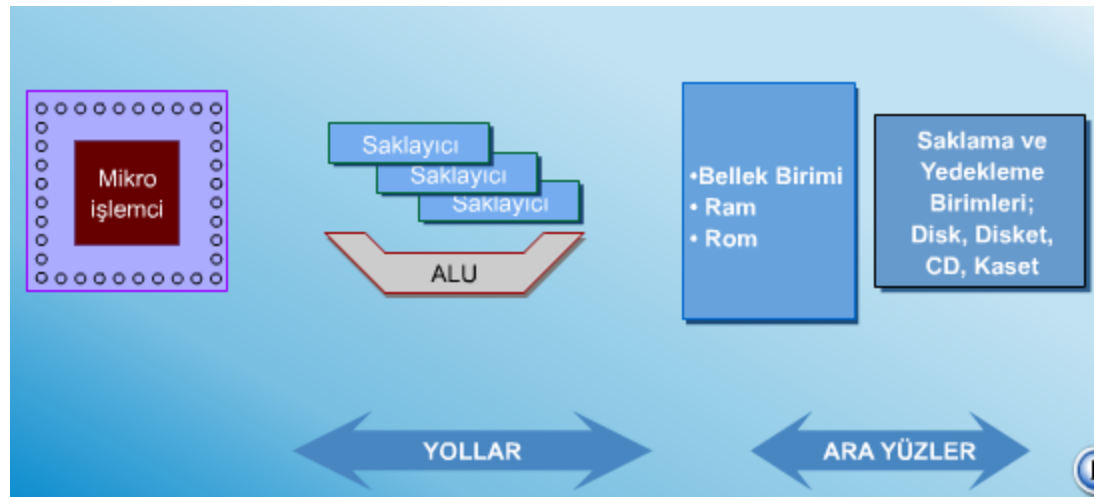 Mikro
işlemci
Saklayıcı
Saklayıcı
Saklayıcı
ALU
•Bellek Birimi
• Ram
• Rom
Saklama ve
Yedekleme
Birimleri;
Disk, Disket,
CD, Kaset
YOLLAR
ARA YÜZLER